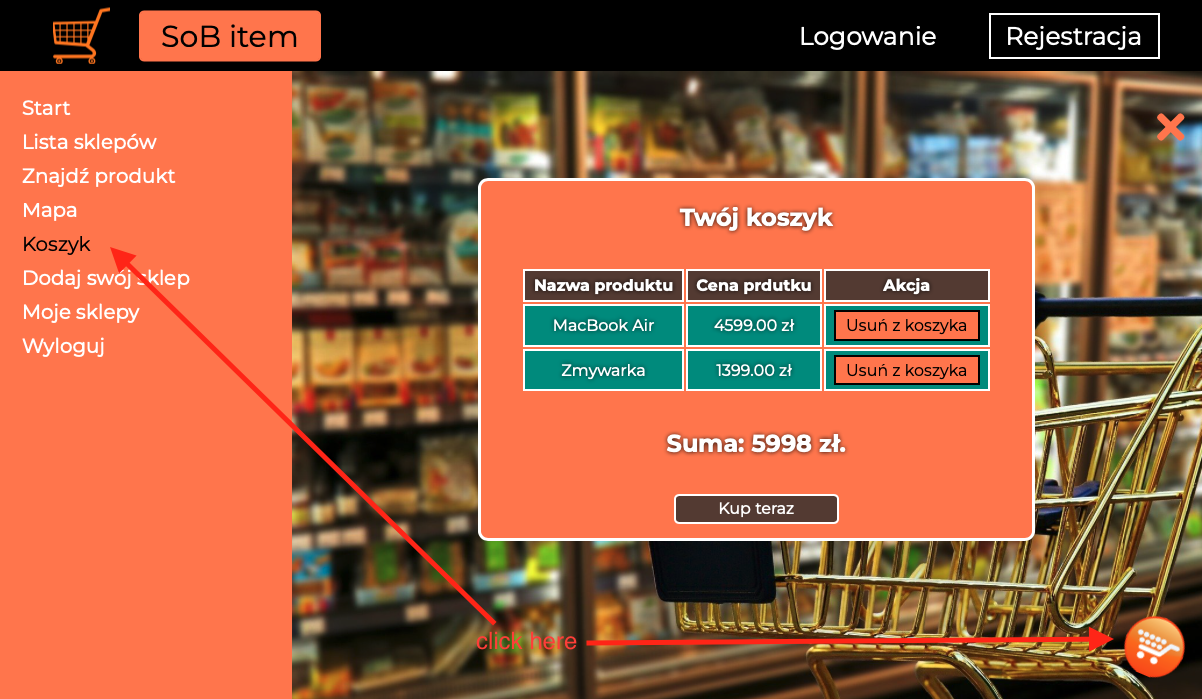 SoB item
Logowanie
Rejestracja
Start
Lista sklepów
Znajdź produkt
Mapa
Koszyk
Dodaj swój sklep
Moje sklepy
Wyloguj
Twój koszyk
Nazwa produktu Cena prdutku Akcja
MacBook Air 4599.00 zł Usuń z koszyka
Zmywarka 1399.00 zł Usuń z koszyka
Suma: 5998 zł.
Kup teraz
click here